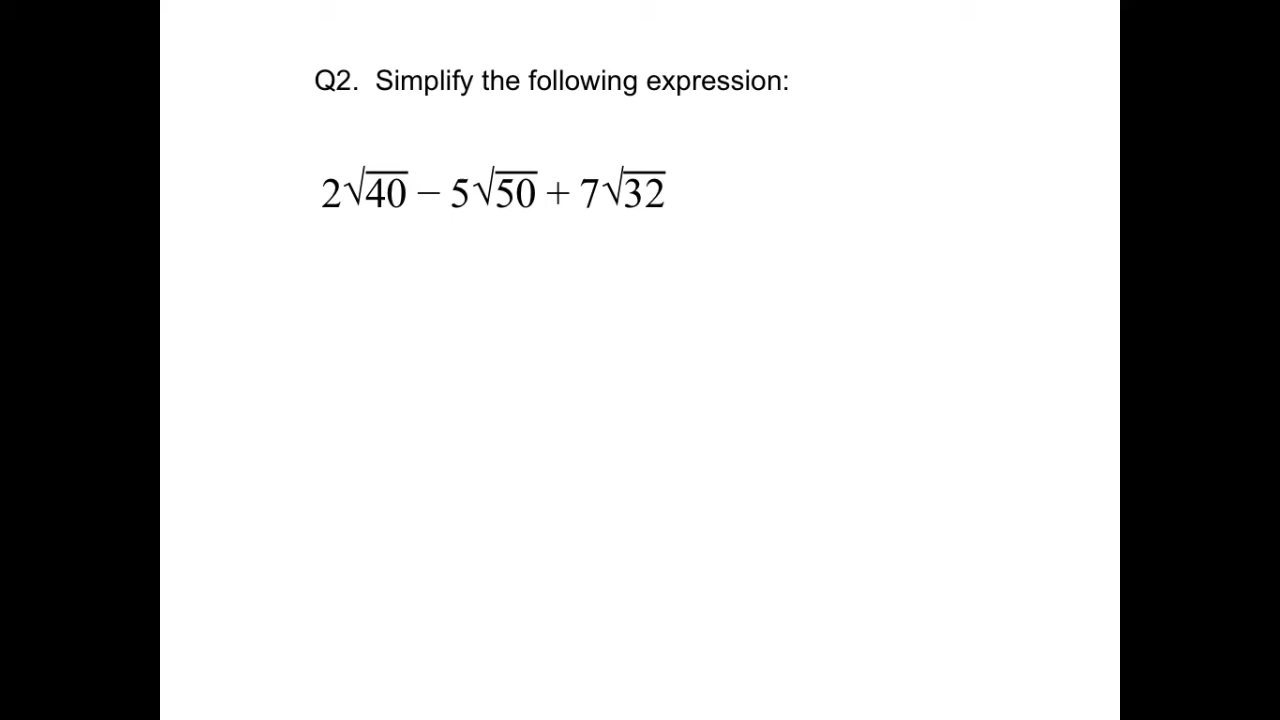 Q2. Simplify the following expression:
2√40 − 5√50 + 7√32